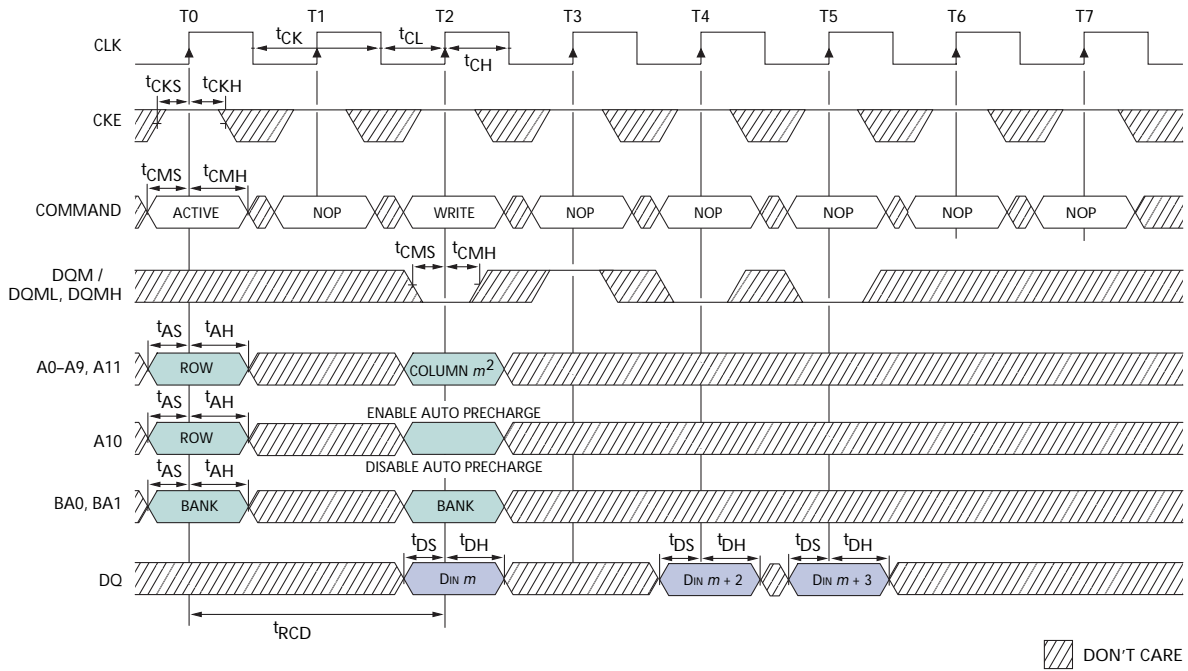 T0 T1 T2 T3 T4 T5 T6 T7
CLK
tCK tCL
tCH
tCKS tCKH
CKE
tCMS tCMH
COMMAND ACTIVE NOP WRITE NOP NOP NOP NOP NOP
tCMS tCMH
DQM /
DQML, DQMH
tAS tAH
A0–A9, A11 ROW COLUMN m2
tAS tAH ENABLE AUTO PRECHARGE
A10 ROW
DISABLE AUTO PRECHARGE
tAS tAH
BA0, BA1 BANK BANK
tDS tDH tDS tDH tDS tDH
DQ DIN m DIN m + 2 DIN m + 3
tRCD
DON'T CARE